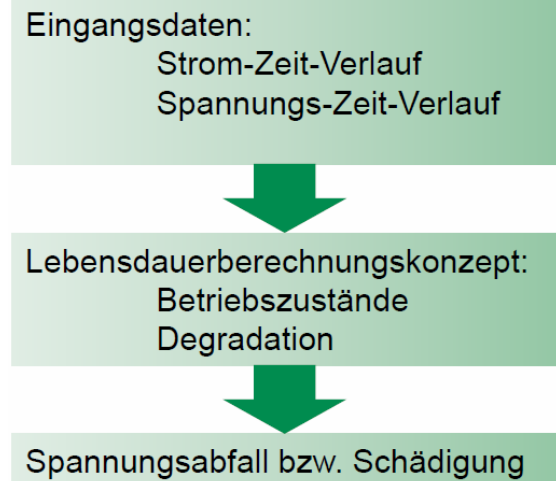 Eingangsdaten:
Strom-Zeit-Verlauf
Spannungs-Zeit-Verlauf
Lebensdauerberechnungskonzept:
Betriebszustände
Degradation
Spannungsabfall bzw. Schädigung